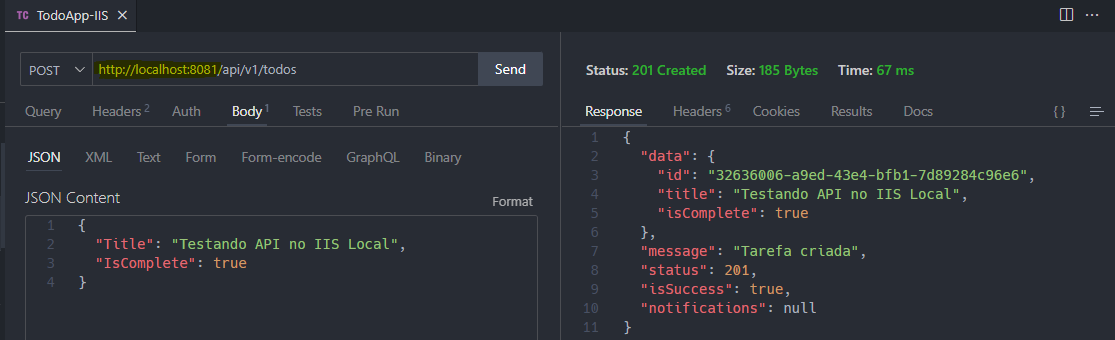 TC TodoApp-IIS
POST http://localhost:8081/api/v1/todos Send
Query Headers 2 Auth Body 1 Tests Pre Run
JSON XML Text Form Form-encode GraphQL Binary
JSON Content Format
1 {
2 "Title": "Testando API no IIS Local",
3 "IsComplete": true
4 }
Status: 201 Created Size: 185 Bytes Time: 67 ms
Response Headers 6 Cookies Results Docs { }
1 {
2 "data": {
3 "id": "32636006-a9ed-43e4-bfb1-7d89284c96e6",
4 "title": "Testando API no IIS Local",
5 "isComplete": true
6 },
7 "message": "Tarefa criada",
8 "status": 201,
9 "isSuccess": true,
10 "notifications": null
11 }